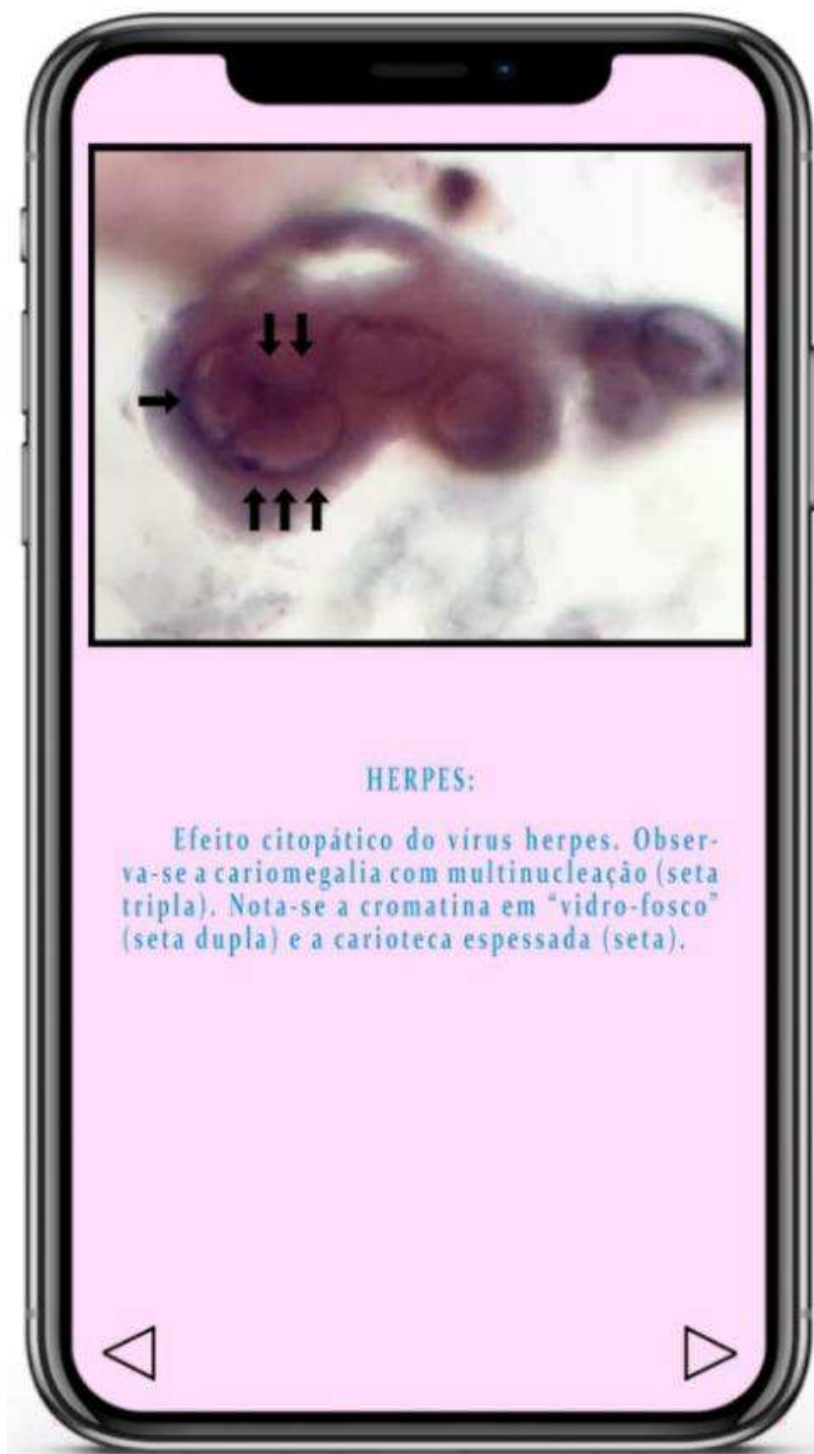 HERPES:
Efeito citopático do vírus herpes. Obser-
va-se a cariomegalia com multinucleação (seta
tripla). Nota-se a cromatina em “vidro-fosco”
(seta dupla) e a carioteca espessada (seta).